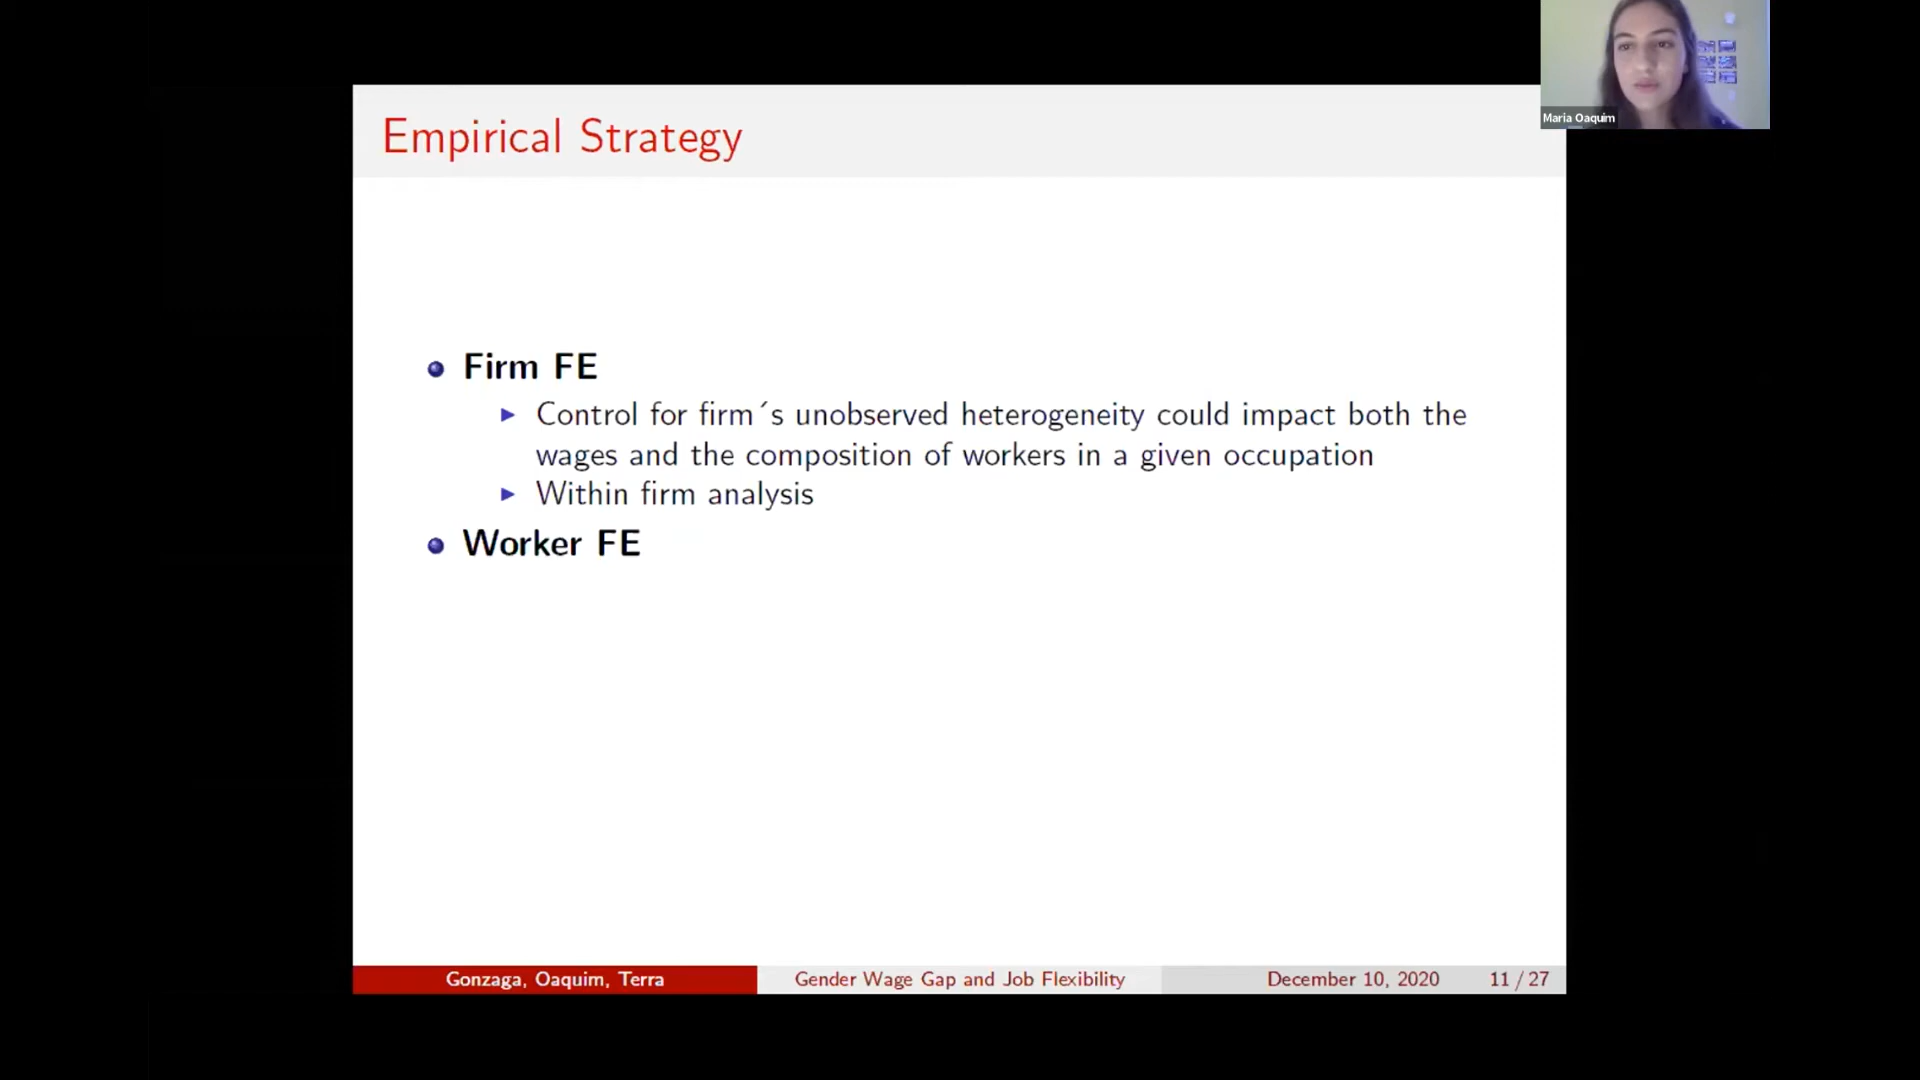 Maria Oaquim
Empirical Strategy
Firm FE
Control for firm´s unobserved heterogeneity could impact both the
wages and the composition of workers in a given occupation
Within firm analysis
Worker FE
Gonzaga, Oaquim, Terra
Gender Wage Gap and Job Flexibility
December 10, 2020
11 / 27